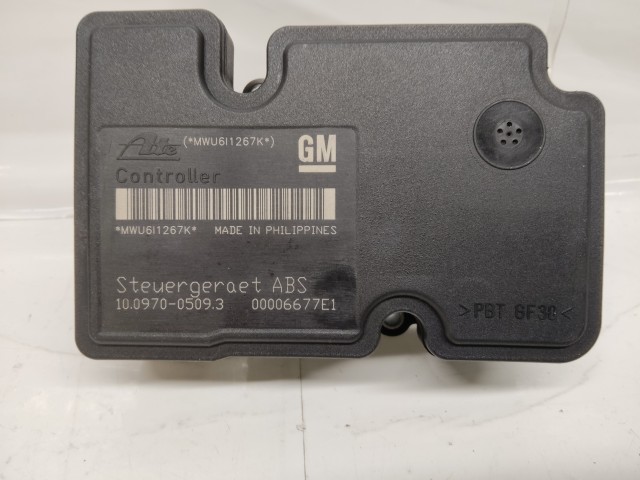 Ate (*MWU6I1267K*) GM
Controller
*MWU6I1267K* MADE IN PHILIPPINES
Steuergeraet ABS
10.0970-0509.3 00006677E1
>PBT GF30<